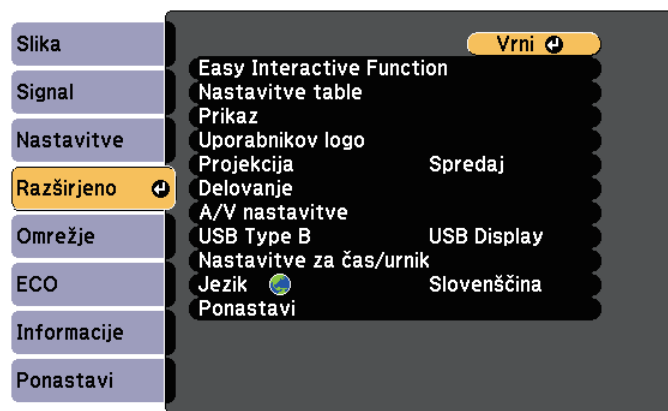 Slika
Signal
Nastavitve
Razširjeno
Omrežje
ECO
Informacije
Ponastavi
Vrni
Easy Interactive Function
Nastavitve table
Prikaz
Uporabnikov logo
Projekcija Spredaj
Delovanje
A/V nastavitve
USB Type B USB Display
Nastavitve za čas/urnik
Jezik Slovenščina
Ponastavi